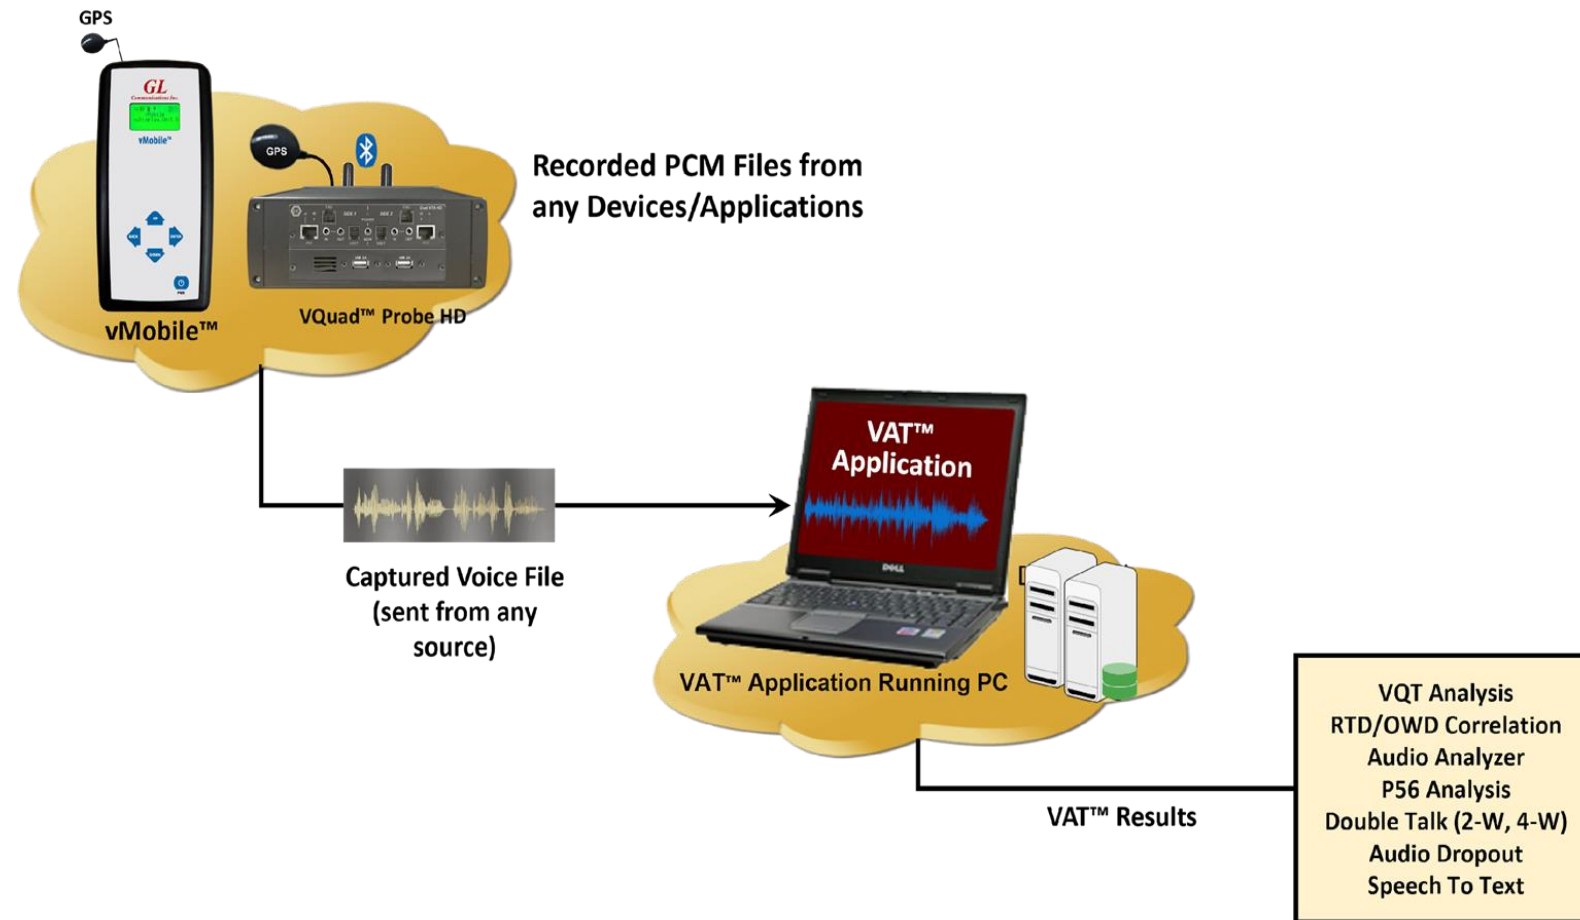 GPS
GL
Communications Inc.
vMobile™
GPS
vMobile™
VQuad™ Probe HD
Recorded PCM Files from
any Devices/Applications
VAT™
Application
DELL
Captured Voice File
(sent from any
source)
VAT™ Application Running PC
VAT™ Results
VQT Analysis
RTD/OWD Correlation
Audio Analyzer
P56 Analysis
Double Talk (2-W, 4-W)
Audio Dropout
Speech To Text